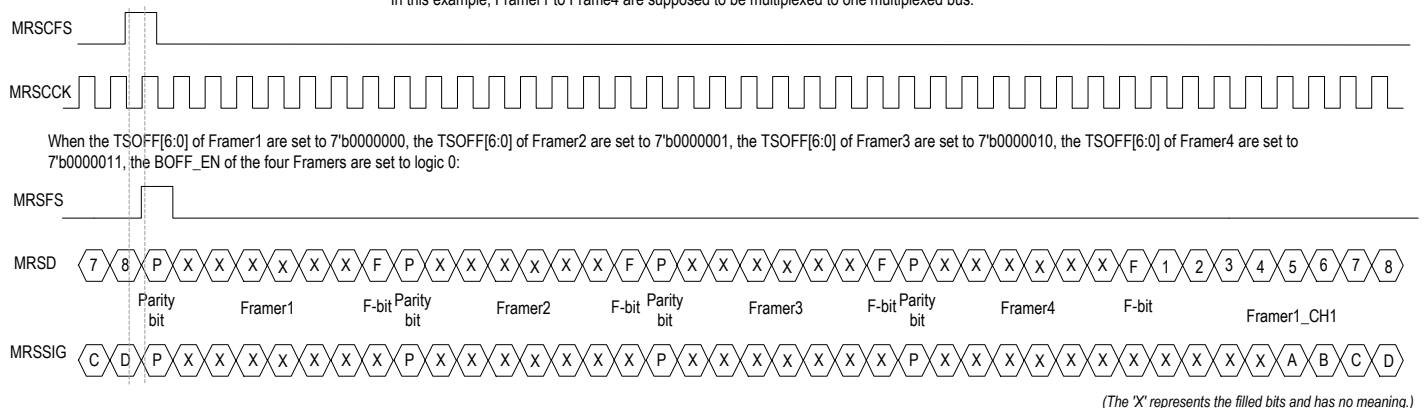 In this example, Framer1 to Frame4 are supposed to be multiplexed to one multiplexed bus.
MRSCFS
MRSCCK
When the TSOFF[6:0] of Framer1 are set to 7'b0000000, the TSOFF[6:0] of Framer2 are set to 7'b0000001, the TSOFF[6:0] of Framer3 are set to 7'b0000010, the TSOFF[6:0] of Framer4 are set to
7'b0000011, the BOFF_EN of the four Framers are set to logic 0:
MRSFS
MRSD 7 8 P X X X X X X F P X X X X X X F P X X X X X X F P X X X X X X F 1 2 3 4 5 6 7 8
Parity bit Framer1 F-bit Parity bit Framer2 F-bit Parity bit Framer3 F-bit Parity bit Framer4 F-bit Framer1_CH1
MRSSIG C D P X X X X X X X P X X X X X X X P X X X X X X X P X X X X X X X X X X X A B C D
(The 'X' represents the filled bits and has no meaning.)